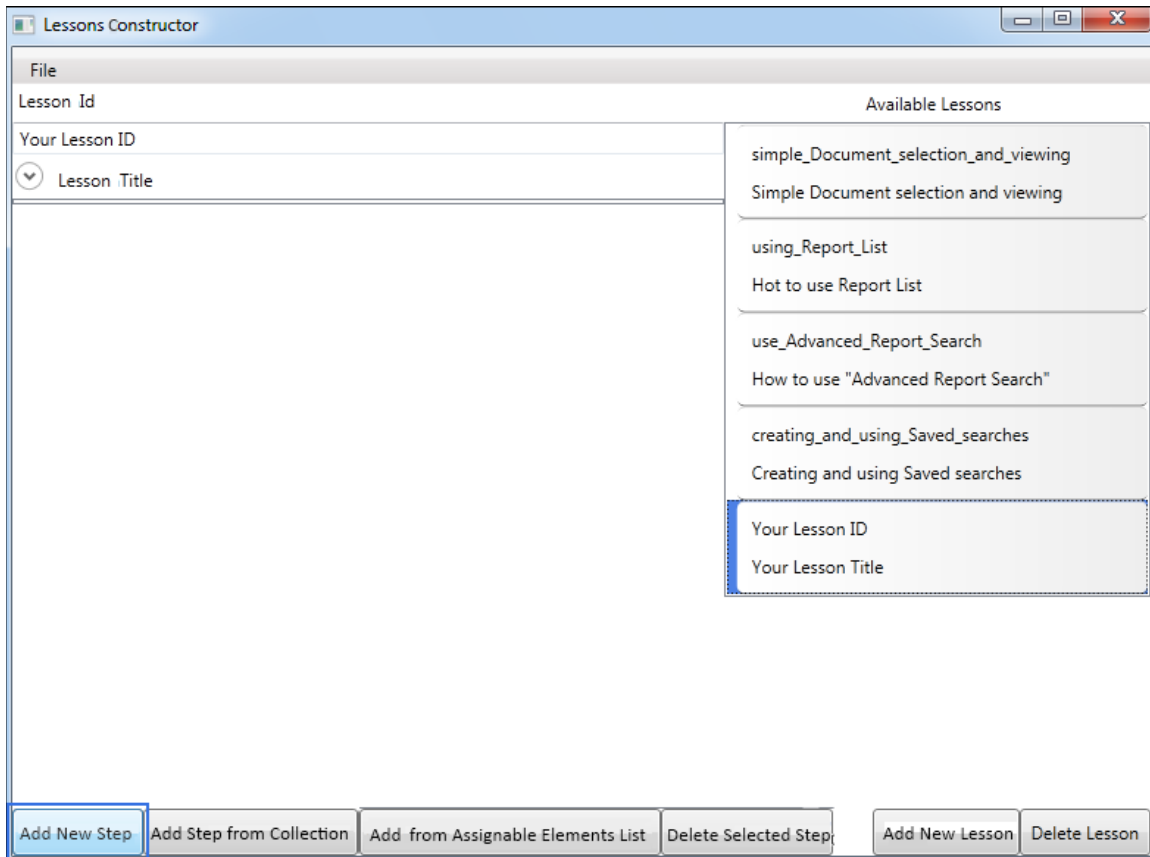 Lessons Constructor
File
Lesson Id
Available Lessons
Your Lesson ID
Lesson Title
simple_Document_selection_and_viewing
Simple Document selection and viewing
using_Report_List
Hot to use Report List
use_Advanced_Report_Search
How to use "Advanced Report Search"
creating_and_using_Saved_searches
Creating and using Saved searches
Your Lesson ID
Your Lesson Title
Add New Step Add Step from Collection Add from Assignable Elements List Delete Selected Step Add New Lesson Delete Lesson